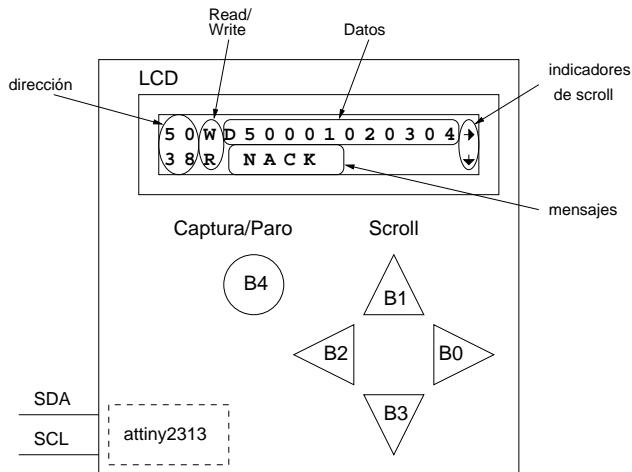 Read/
Write
Datos
indicadores
de scroll
dirección
LCD
5 0 W D 5 0 0 0 1 0 2 0 3 0 4
3 8 R N A C K
mensajes
Captura/Paro
Scroll
B4
B1
B2
B0
B3
SDA
SCL
attiny2313